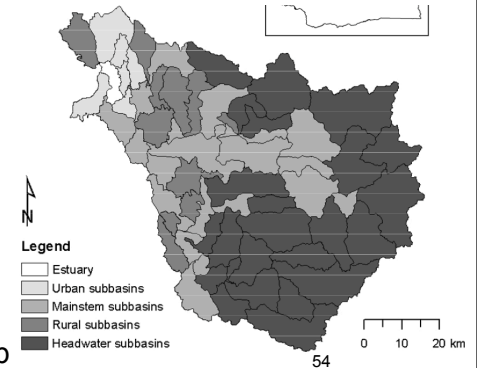 N
Legend
Estuary
Urban subbasins
Mainstem subbasins
Rural subbasins
Headwater subbasins
0 10 20 km
54